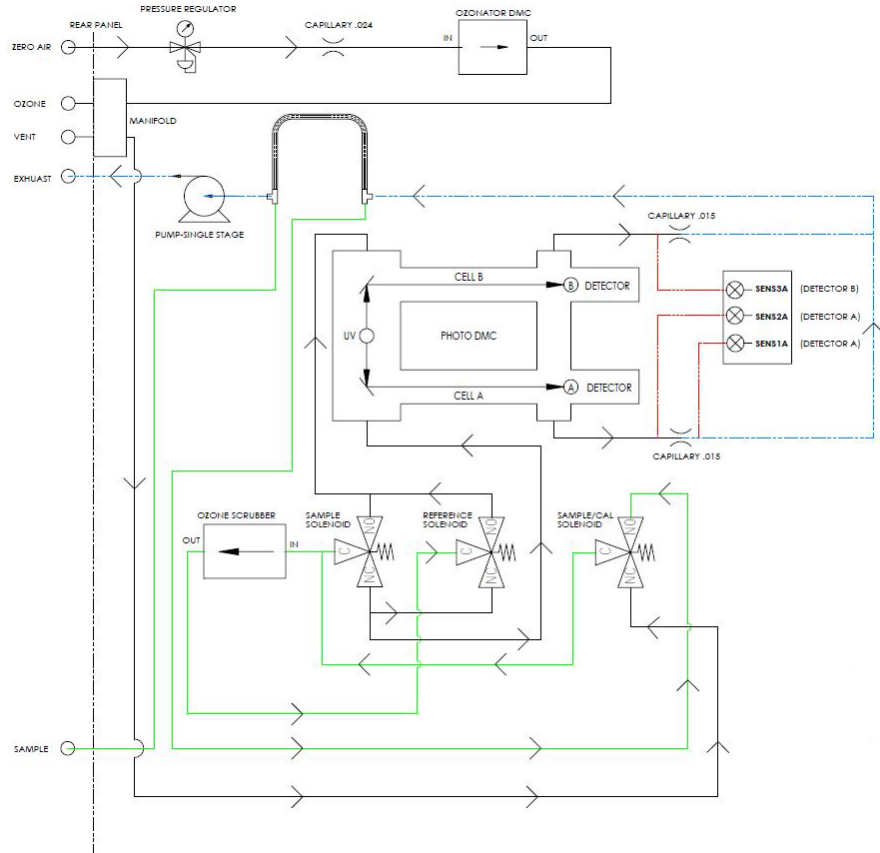 PRESSURE REGULATOR
OZONATOR DMC
REAR PANEL
CAPILLARY .024
IN
OUT
ZERO AIR
OZONE
MANIFOLD
VENT
EXHUAST
PUMP-SINGLE STAGE
CAPILLARY .015
CELL B
B
DETECTOR
UV
PHOTO DMC
SENS3A (DETECTOR B)
SENS2A (DETECTOR A)
SENS1A (DETECTOR A)
A
DETECTOR
CELL A
CAPILLARY .015
OZONE SCRUBBER
SAMPLE
SOLENOID
REFERENCE
SOLENOID
SAMPLE/CAL
SOLENOID
OUT
IN
C
NO
NC
C
NO
NC
C
NO
NC
SAMPLE